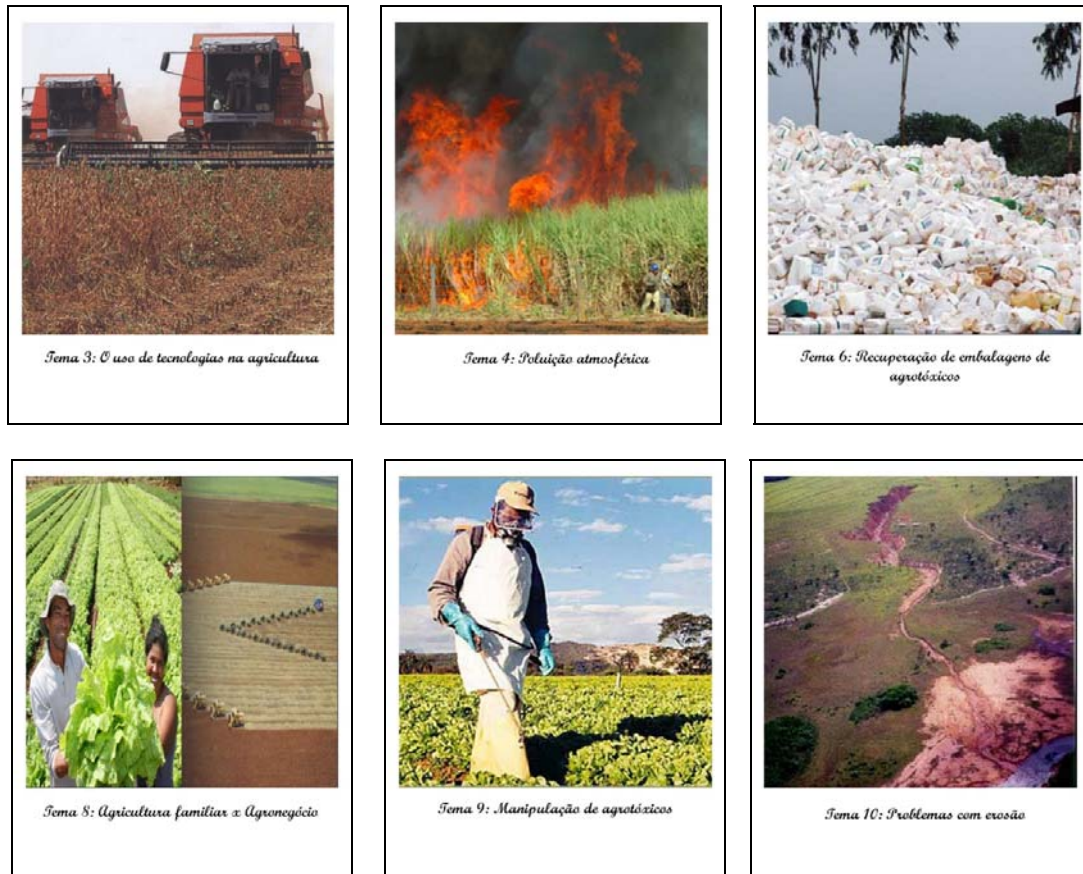 Tema 3: O uso de tecnologias na agricultura
Tema 4: Poluição atmosférica
Tema 6: Recuperação de embalagens de
agrotóxicos
Tema 8: Agricultura familiar x Agronegócio
Tema 9: Manipulação de agrotóxicos
Tema 10: Problemas com erosão